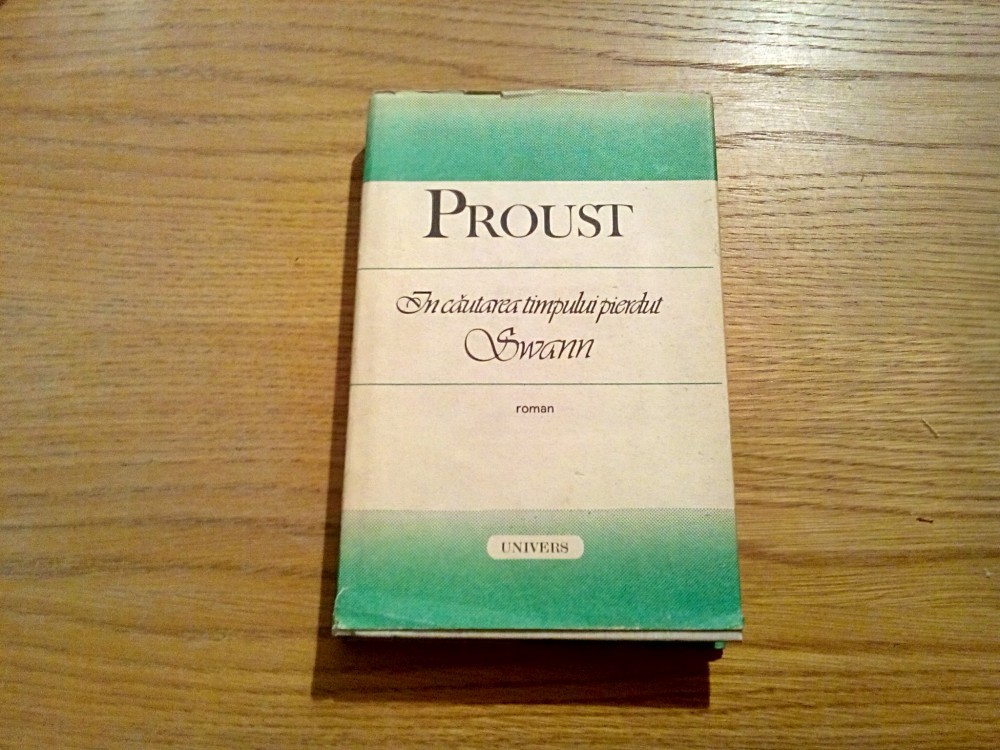 PROUST
In căutarea timpului pierdut
Swann
roman
UNIVERS